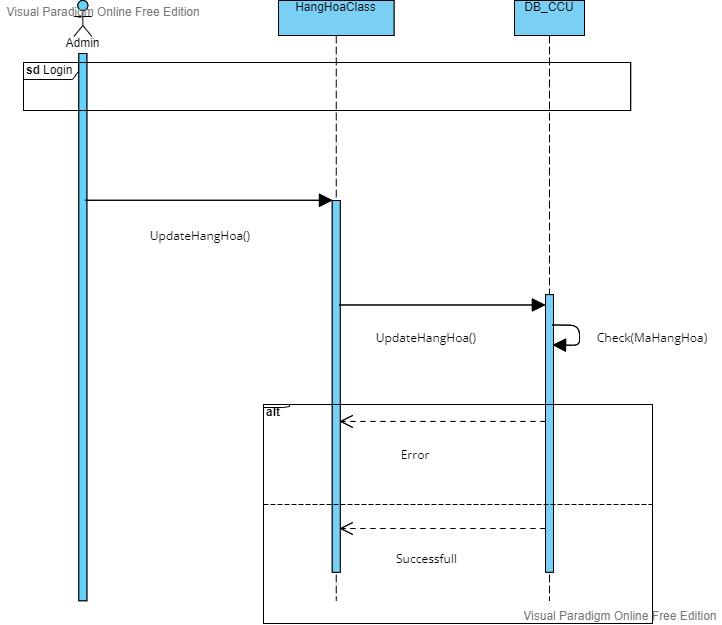 Visual Paradigm Online Free Edition
Admin
HangHoaClass
DB_CCU
sd Login
UpdateHangHoa()
UpdateHangHoa()
Check(MaHangHoa)
alt
Error
Successfull
Visual Paradigm Online Free Edition